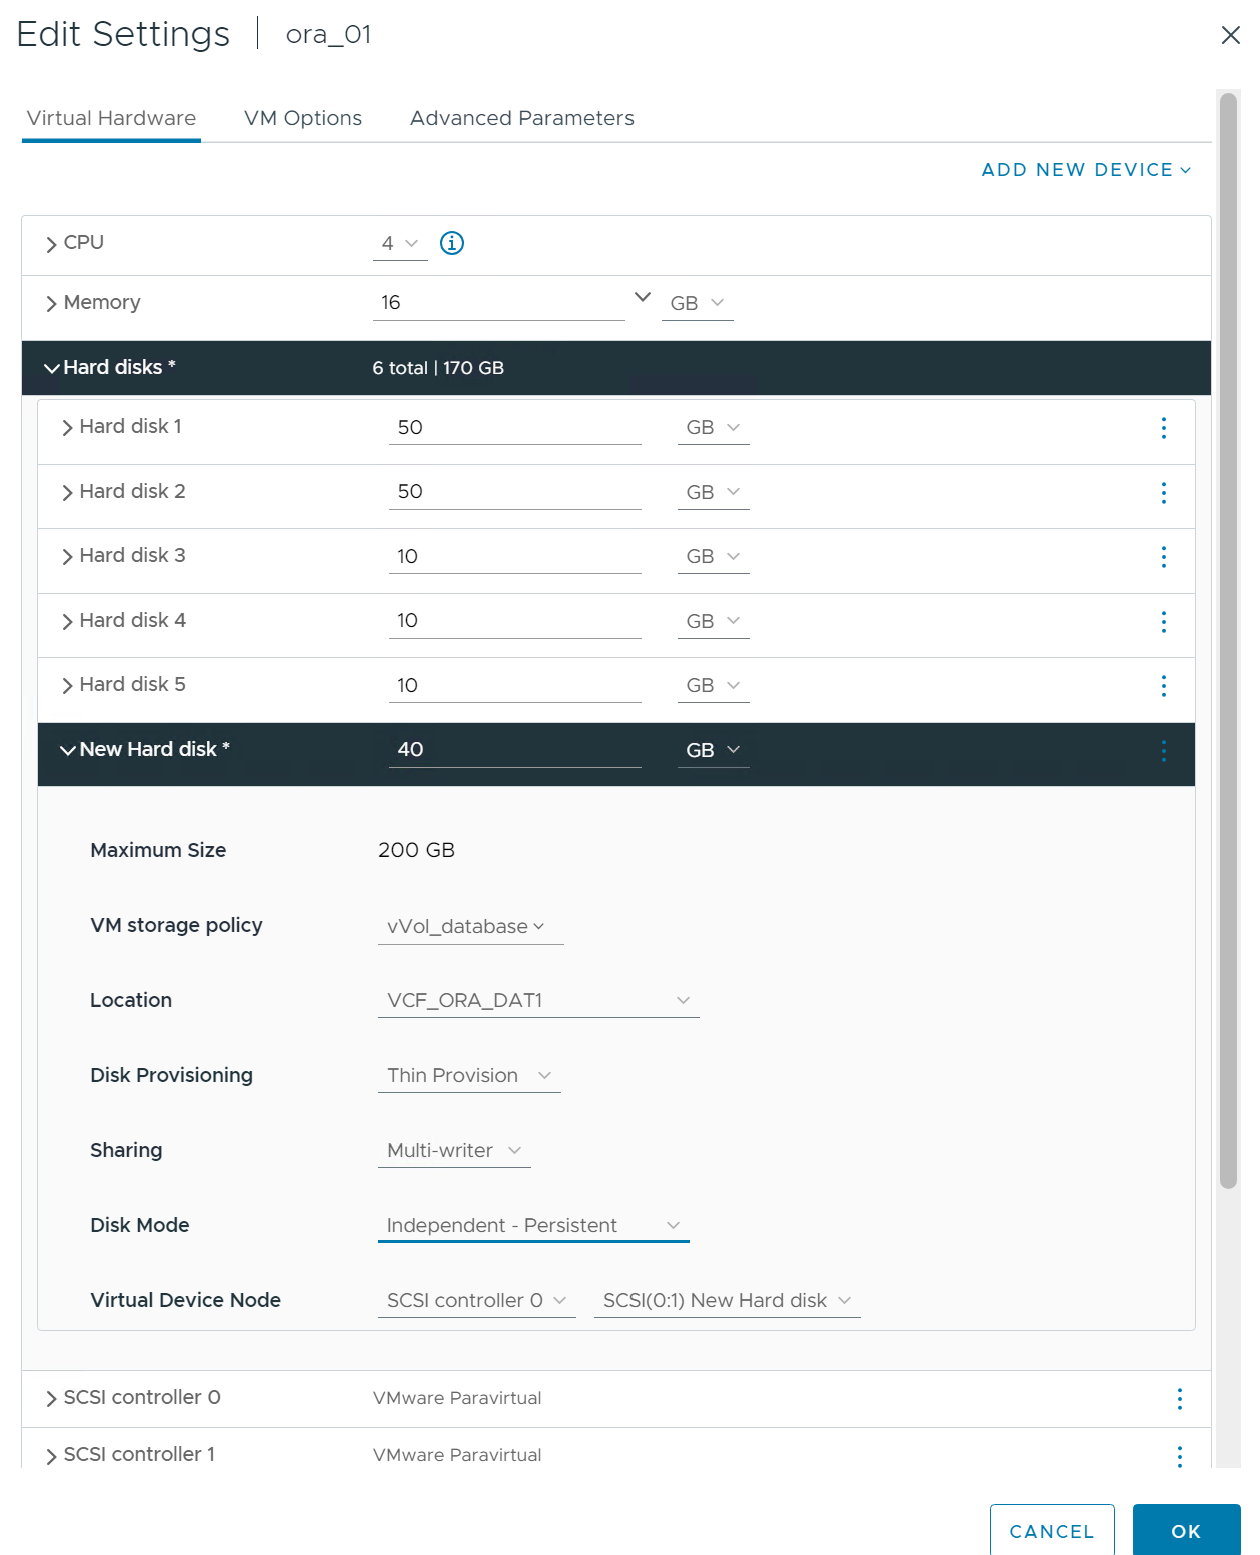 Edit Settings | ora_01
Virtual Hardware VM Options Advanced Parameters
ADD NEW DEVICE
CPU 4
Memory 16 GB
Hard disks * 6 total | 170 GB
Hard disk 1 50 GB
Hard disk 2 50 GB
Hard disk 3 10 GB
Hard disk 4 10 GB
Hard disk 5 10 GB
New Hard disk * 40 GB
Maximum Size 200 GB
VM storage policy vVol_database
Location VCF_ORA_DAT1
Disk Provisioning Thin Provision
Sharing Multi-writer
Disk Mode Independent - Persistent
Virtual Device Node SCSI controller 0 SCSI(0:1) New Hard disk
SCSI controller 0 VMware Paravirtual
SCSI controller 1 VMware Paravirtual
CANCEL OK